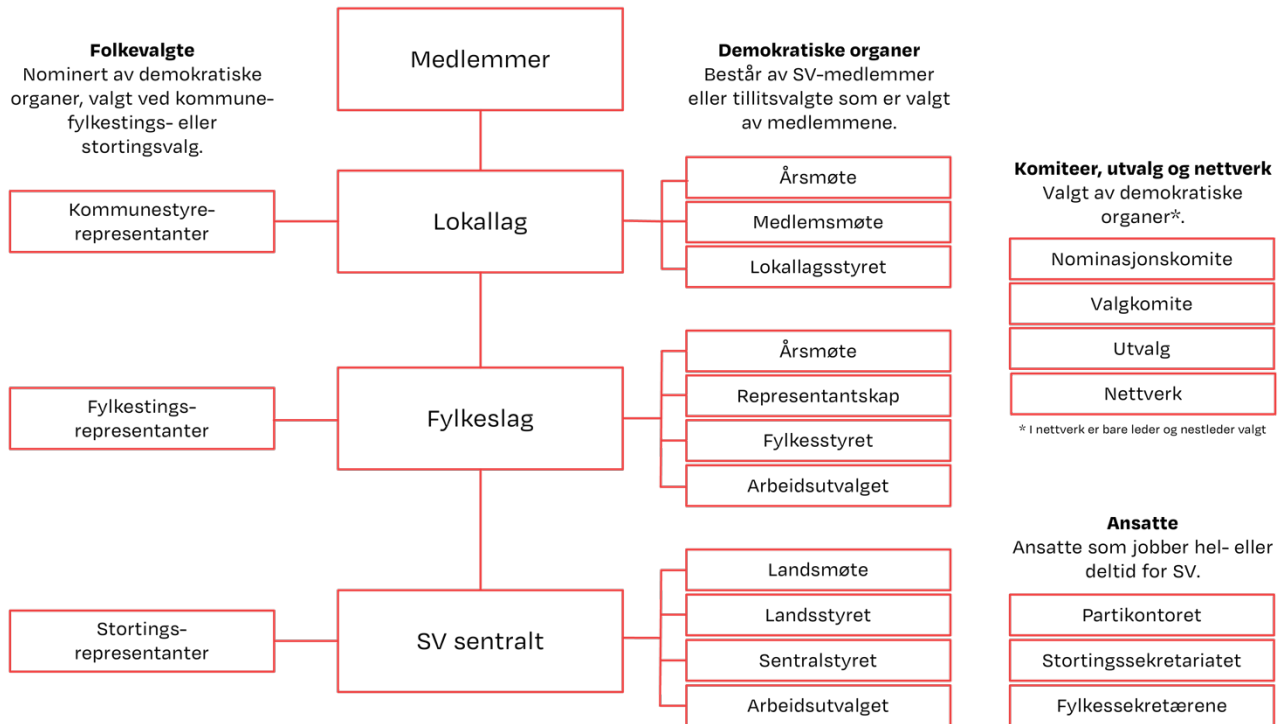 Folkevalgte
Nominert av demokratiske
organer, valgt ved kommune-
fylkestings- eller
stortingsvalg.
Kommunestyre-
representanter
Fylkestings-
representanter
Stortings-
representanter
Medlemmer
Lokallag
Fylkeslag
SV sentralt
Demokratiske organer
Består av SV-medlemmer
eller tillitsvalgte som er valgt
av medlemmene.
Årsmøte
Medlemsmøte
Lokallagsstyret
Årsmøte
Representantskap
Fylkesstyret
Arbeidsutvalget
Landsmøte
Landsstyret
Sentralstyret
Arbeidsutvalget
Komiteer, utvalg og nettverk
Valgt av demokratiske
organer*.
Nominasjonskomite
Valgkomite
Utvalg
Nettverk
* I nettverk er bare leder og nestleder valgt
Ansatte
Ansatte som jobber hel- eller
deltid for SV.
Partikontoret
Stortingssekretariatet
Fylkessekretærene